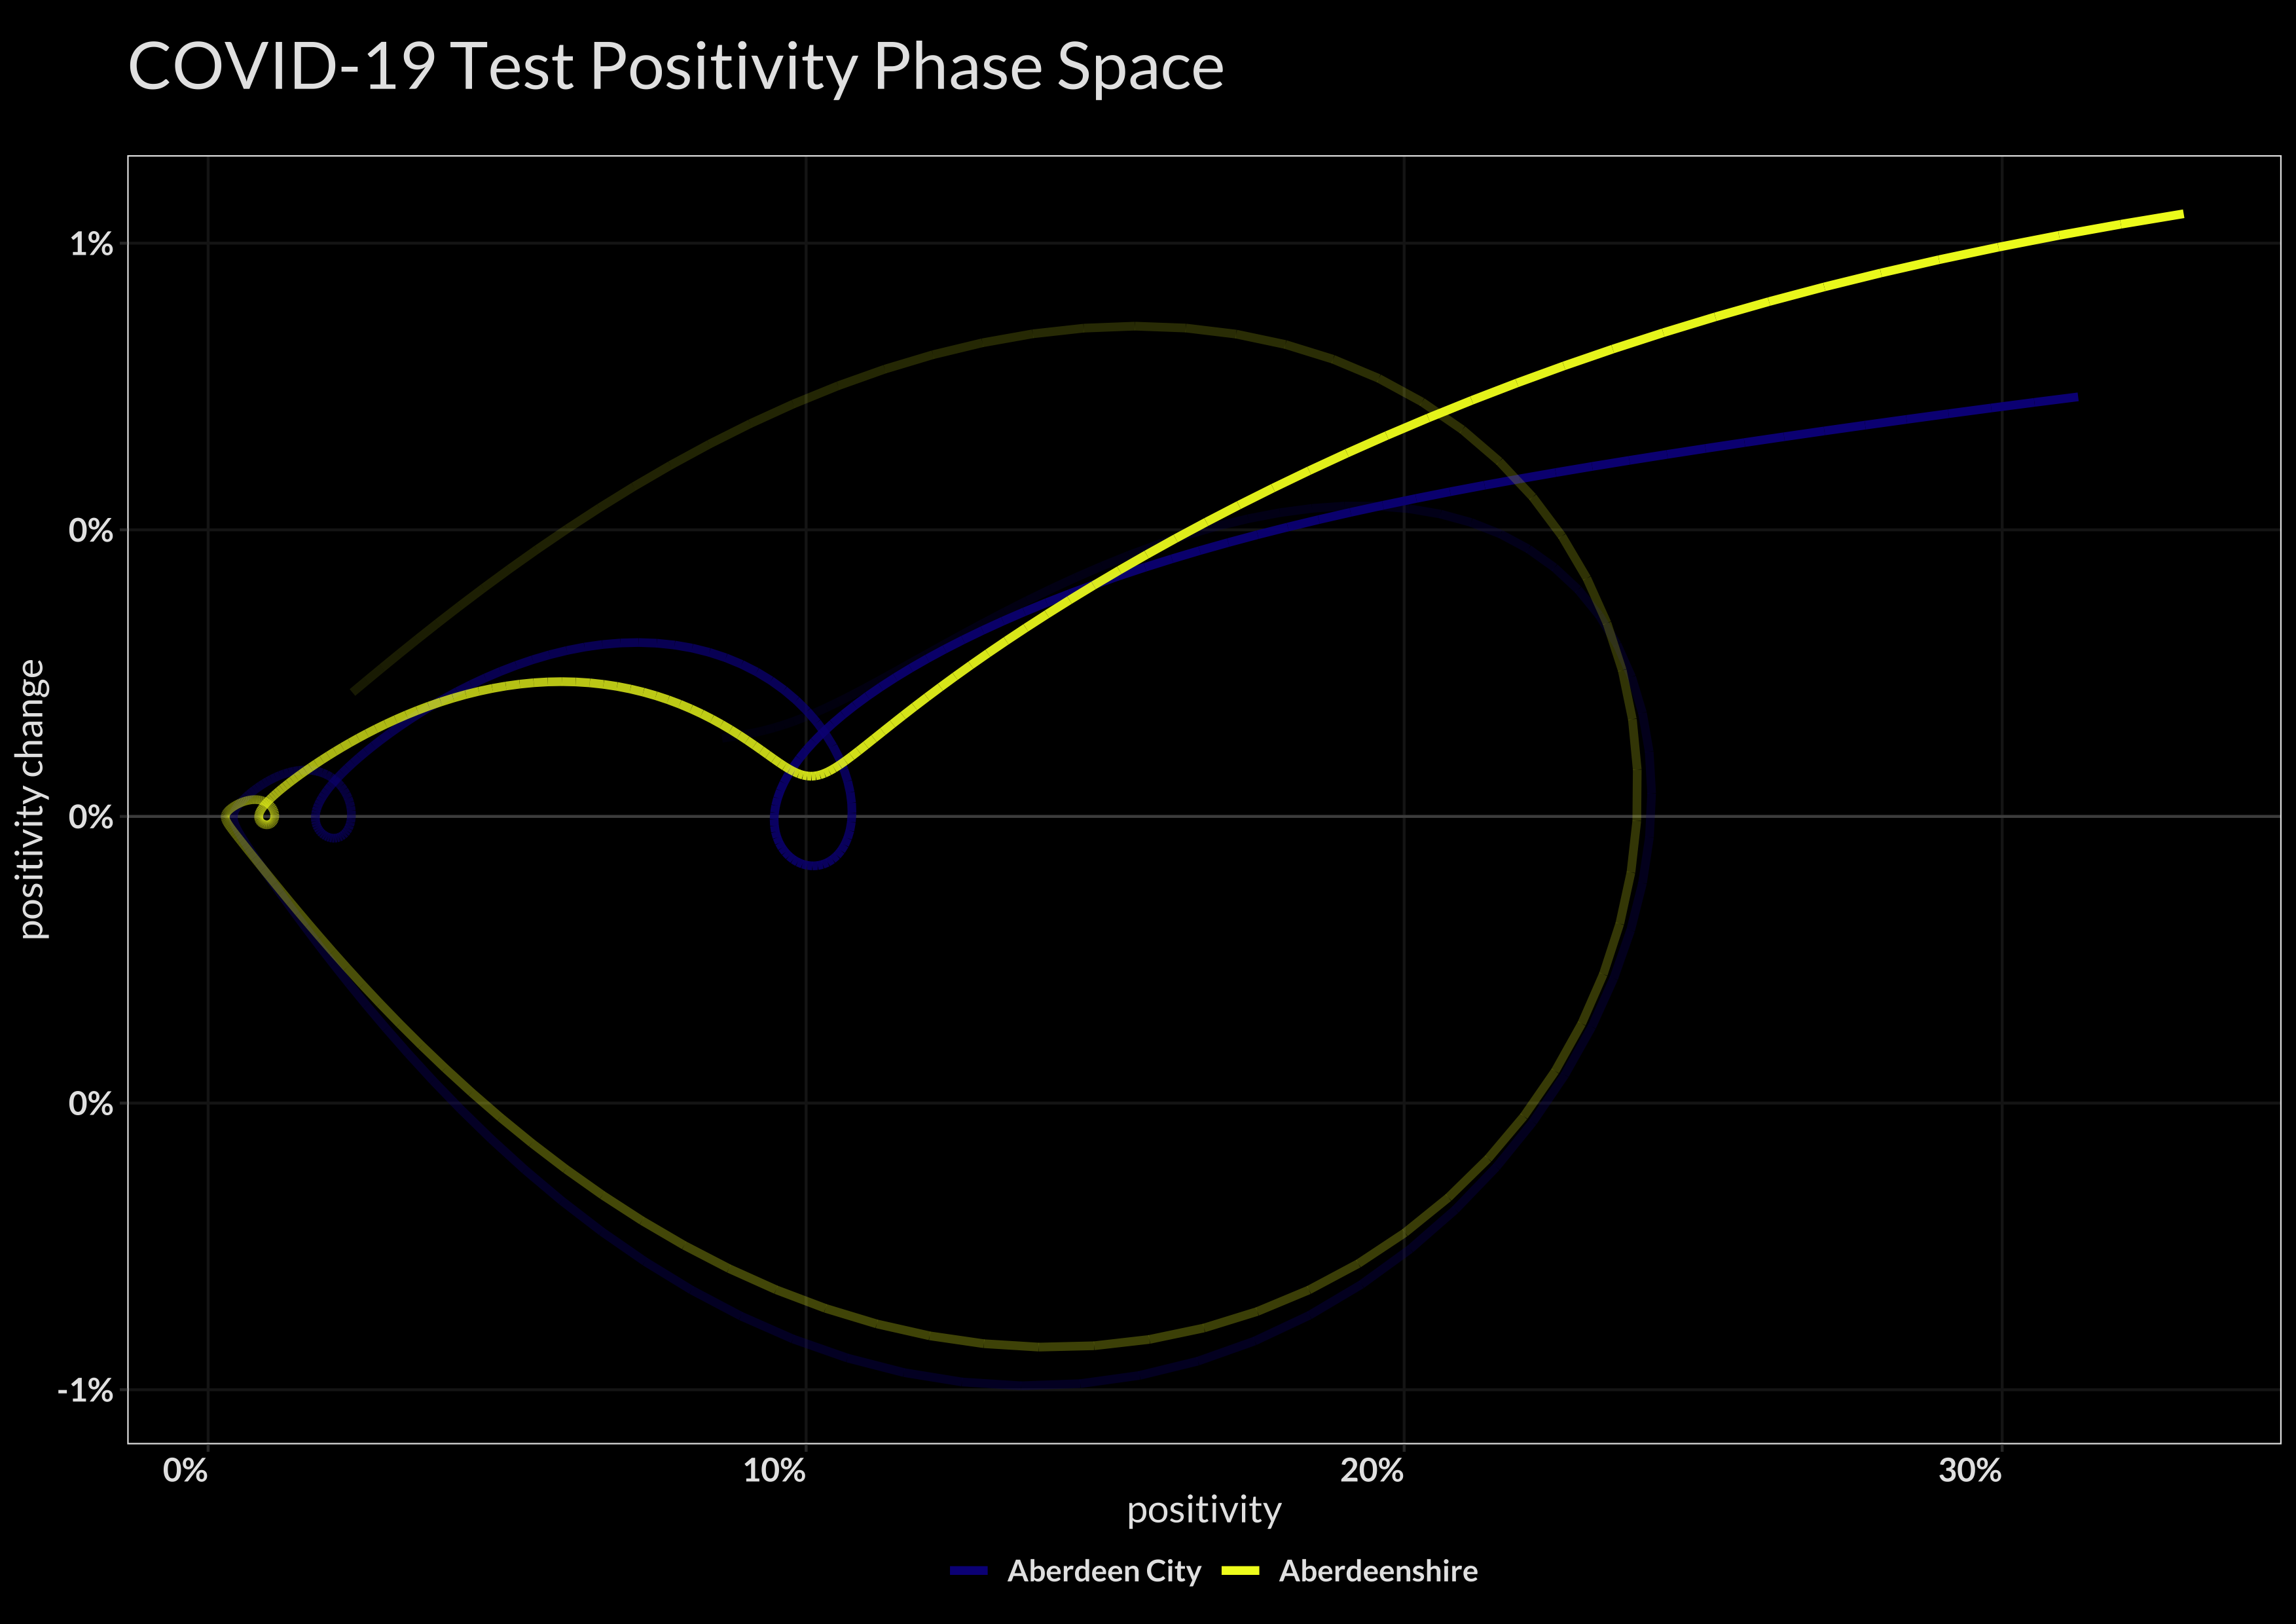 COVID-19 Test Positivity Phase Space
positivity change
1%
0%
0%
0%
-1%
0% 10% 20% 30%
positivity
Aberdeen City Aberdeenshire